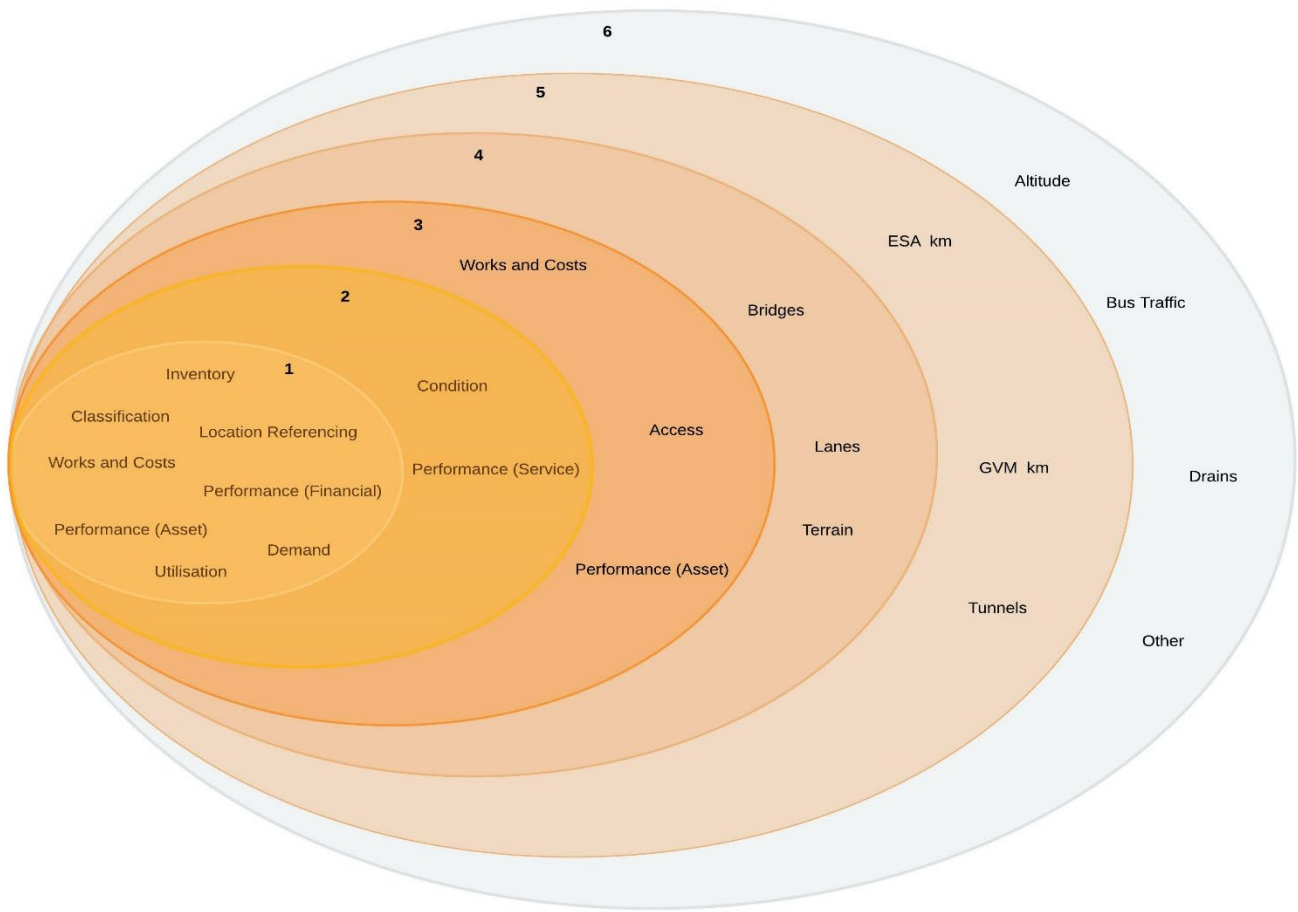 6
5
4
3
2
1
Altitude
ESA km
Works and Costs
Bus Traffic
Bridges
Inventory
Condition
Classification
Location Referencing
Access
Lanes
Works and Costs
Performance (Service)
GVM km
Drains
Performance (Financial)
Performance (Asset)
Terrain
Demand
Utilisation
Performance (Asset)
Tunnels
Other